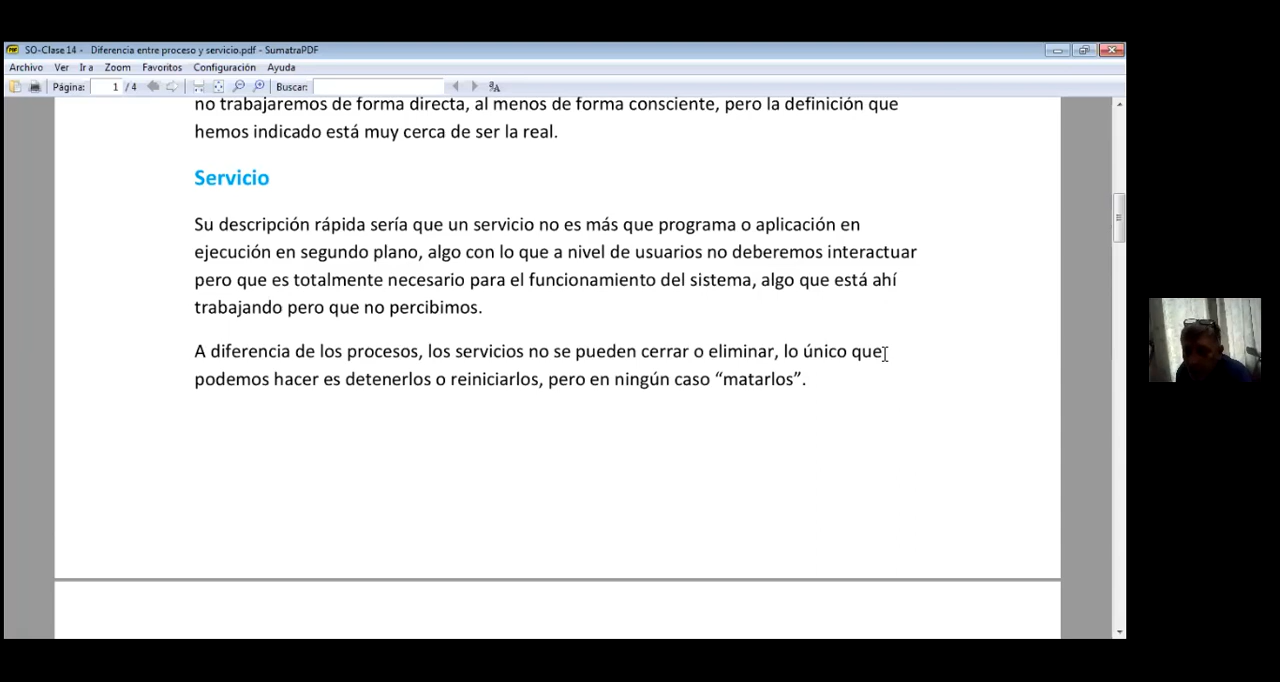 SO-Clase 14 - Diferencia entre proceso y servicio.pdf - SumatraPDF
Archivo Ver Ir a Zoom Favoritos Configuración Ayuda
Página: 1 / 4 Buscar:
no trabajaremos de forma directa, al menos de forma consciente, pero la definición que
hemos indicado está muy cerca de ser la real.
Servicio
Su descripción rápida sería que un servicio no es más que programa o aplicación en
ejecución en segundo plano, algo con lo que a nivel de usuarios no deberemos interactuar
pero que es totalmente necesario para el funcionamiento del sistema, algo que está ahí
trabajando pero que no percibimos.
A diferencia de los procesos, los servicios no se pueden cerrar o eliminar, lo único que
podemos hacer es detenerlos o reiniciarlos, pero en ningún caso “matarlos”.